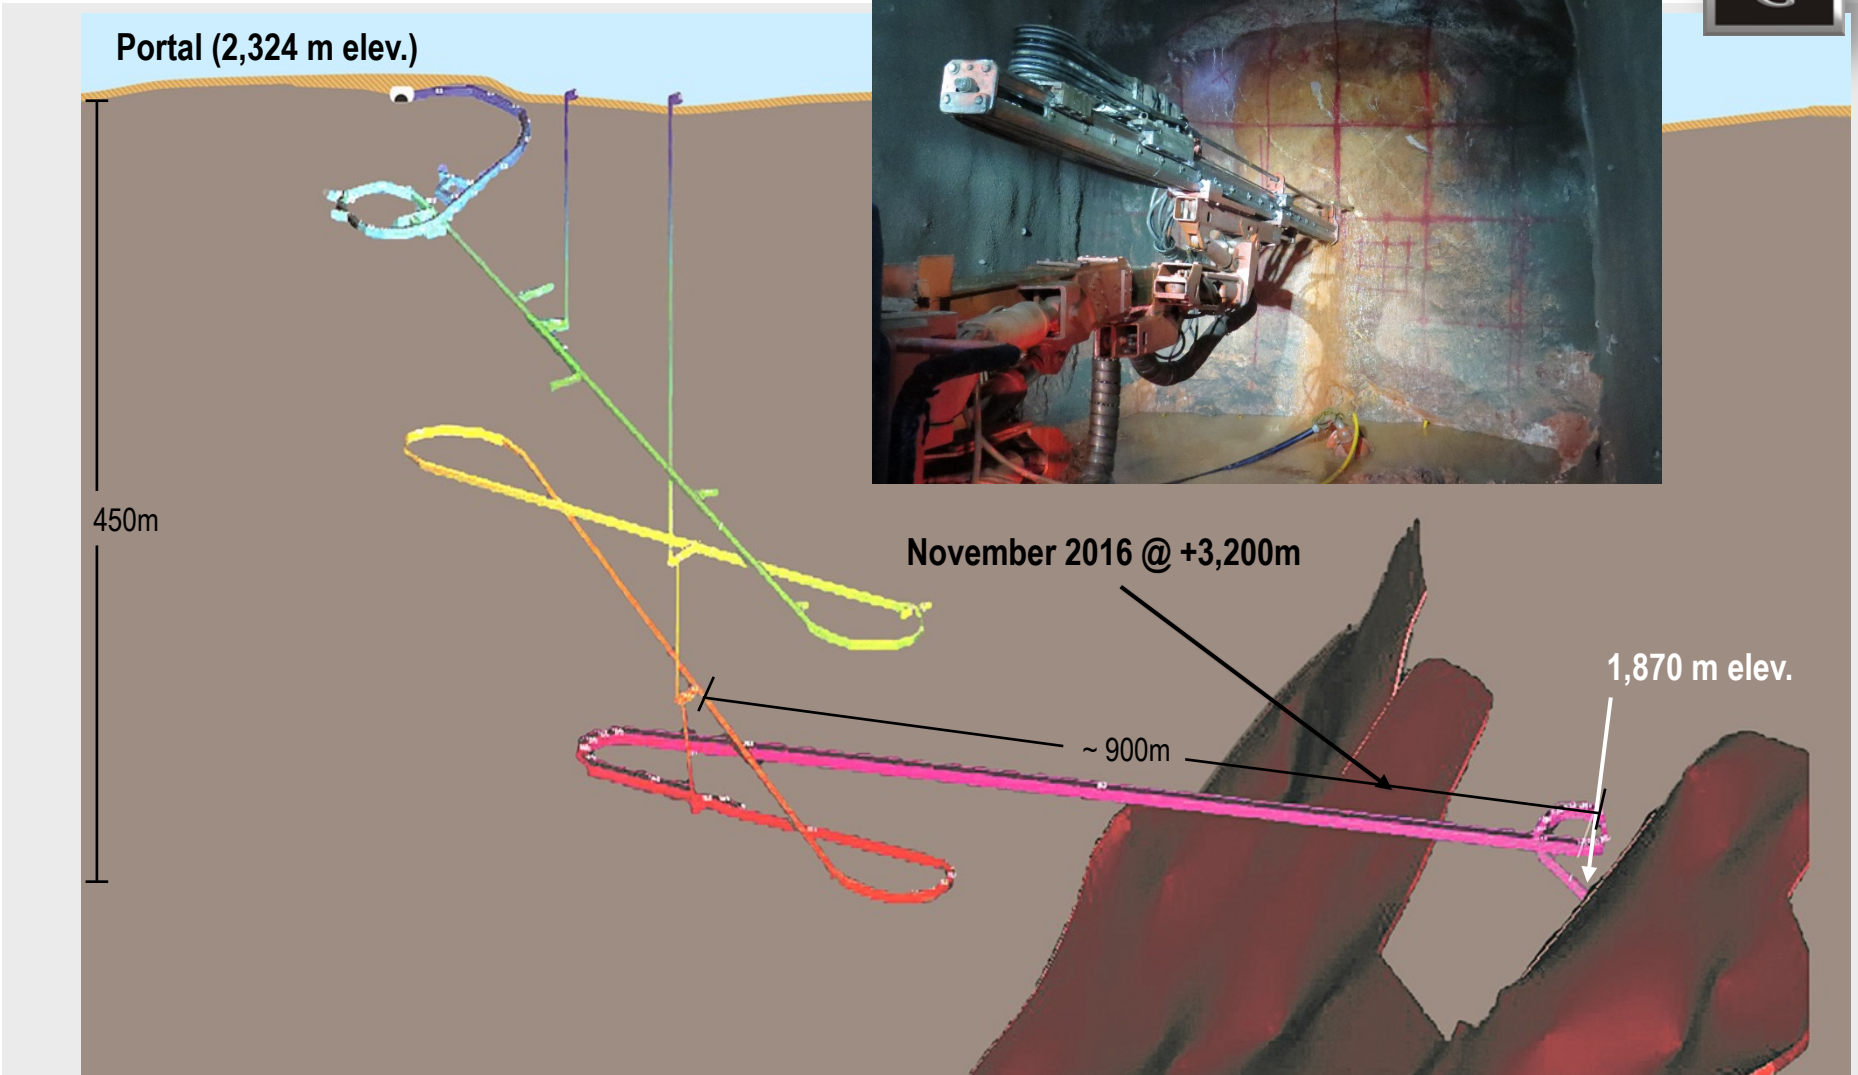 Portal (2,324 m elev.)
450m
November 2016 @ +3,200m
1,870 m elev.
~ 900m